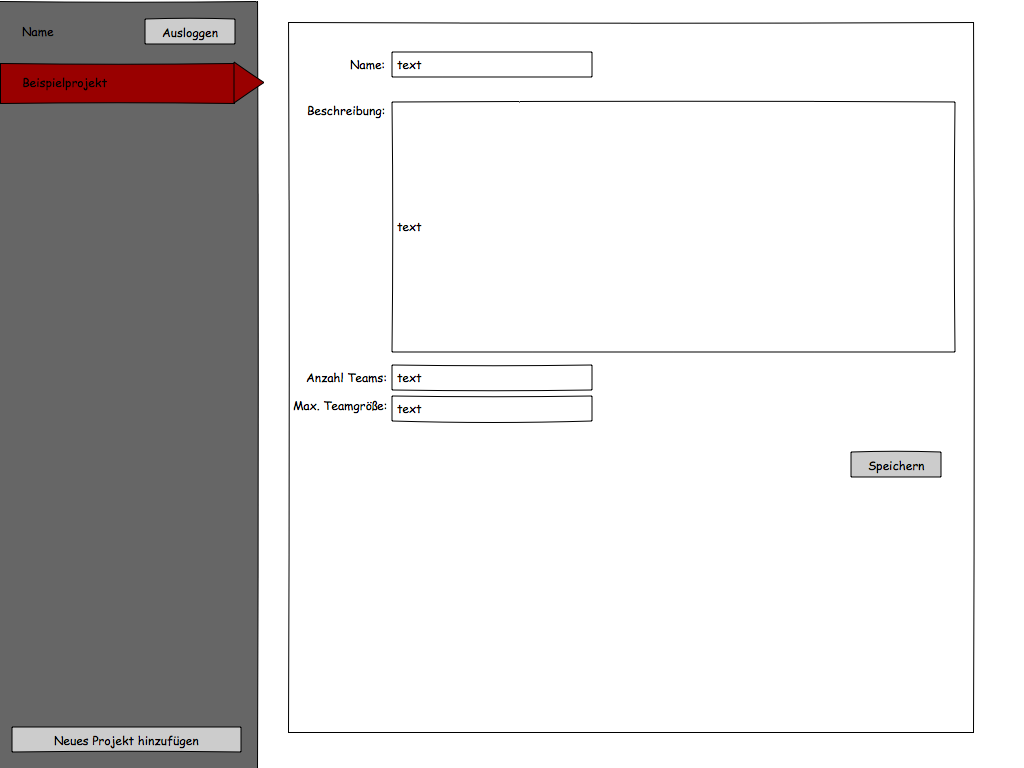 Name
Ausloggen
Beispielprojekt
Neues Projekt hinzufügen
Name:
text
Beschreibung:
text
Anzahl Teams:
text
Max. Teamgröße:
text
Speichern